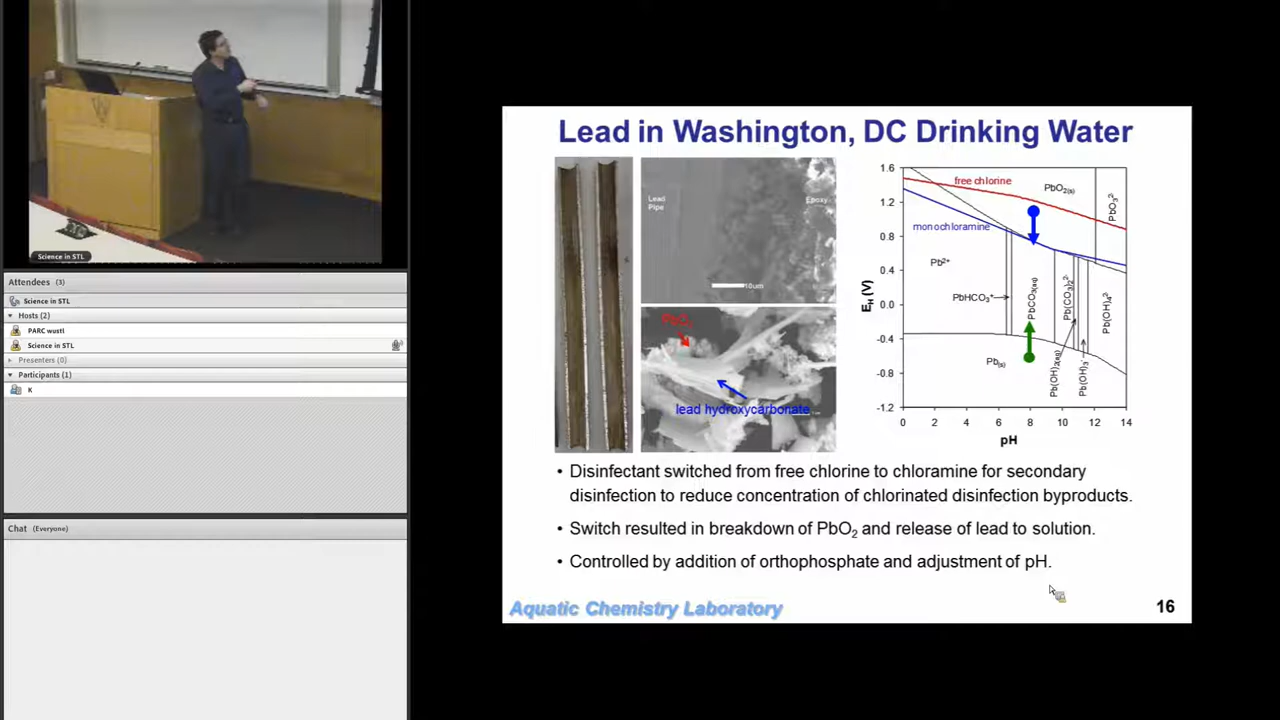 Science in STL
Attendees (3)
Science in STL
Hosts (2)
PARC wustl
Science in STL
Presenters (0)
Participants (1)
K
Chat (Everyone)
Lead in Washington, DC Drinking Water
Lead
Pipe
Epoxy
10um
PbO₂
lead hydroxycarbonate
1.6
1.2
0.8
0.4
0.0
-0.4
-0.8
-1.2
E_H (V)
free chlorine
monochloramine
PbO₂(s)
PbO₃²⁻
Pb²⁺
PbHCO₃⁺
PbCO₃(aq)
Pb(CO₃)₂²⁻
Pb(OH)₄²⁻
Pb(s)
Pb(OH)₂(aq)
Pb(OH)₃⁻
0 2 4 6 8 10 12 14
pH
• Disinfectant switched from free chlorine to chloramine for secondary
disinfection to reduce concentration of chlorinated disinfection byproducts.
• Switch resulted in breakdown of PbO₂ and release of lead to solution.
• Controlled by addition of orthophosphate and adjustment of pH.
Aquatic Chemistry Laboratory
16